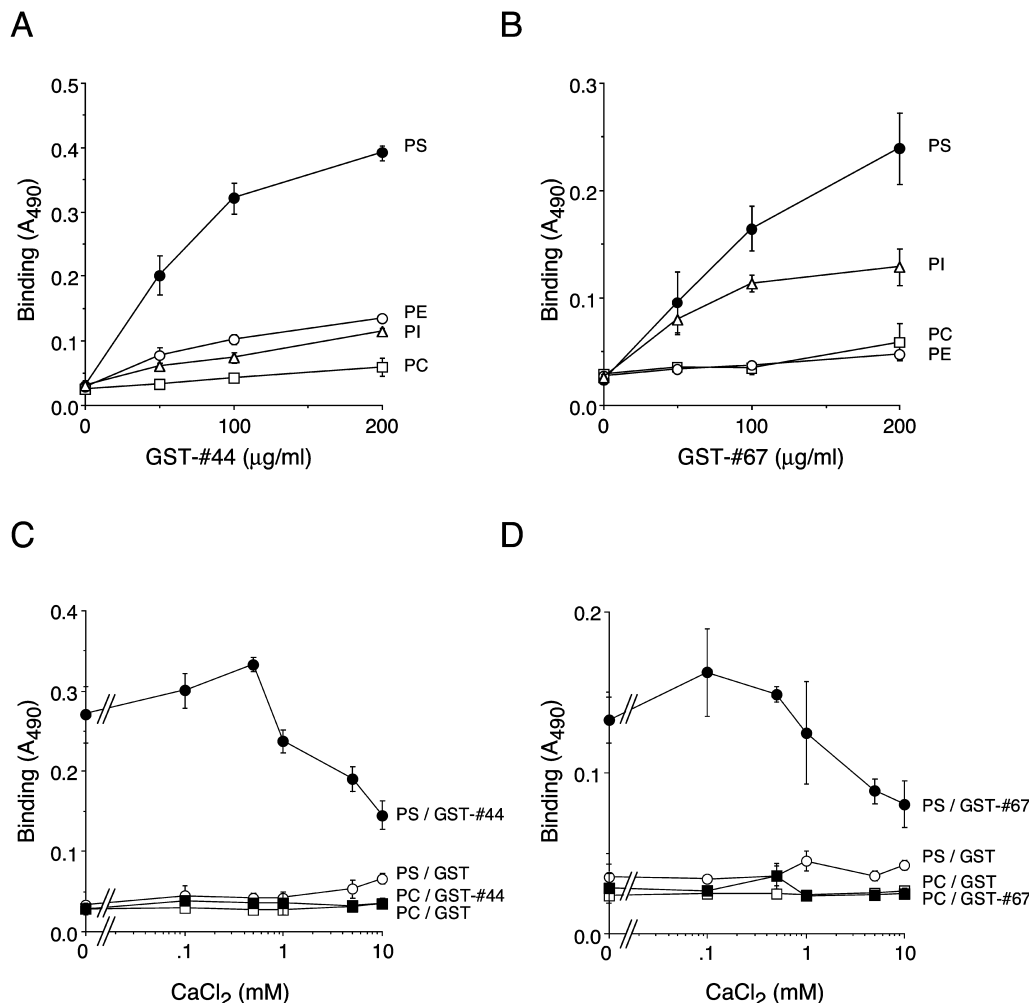 A
0.5
0.4
0.3
0.2
0.1
0.0
Binding (A490)
0
100
200
GST-#44 (μg/ml)
PS
PE
PI
PC
B
0.3
0.2
0.1
0.0
Binding (A490)
0
100
200
GST-#67 (μg/ml)
PS
PI
PC
PE
C
0.4
0.3
0.2
0.1
0.0
Binding (A490)
0
.1
1
10
CaCl2 (mM)
PS / GST-#44
PS / GST
PC / GST-#44
PC / GST
D
0.2
0.1
0.0
Binding (A490)
0
.1
1
10
CaCl2 (mM)
PS / GST-#67
PS / GST
PC / GST
PC / GST-#67